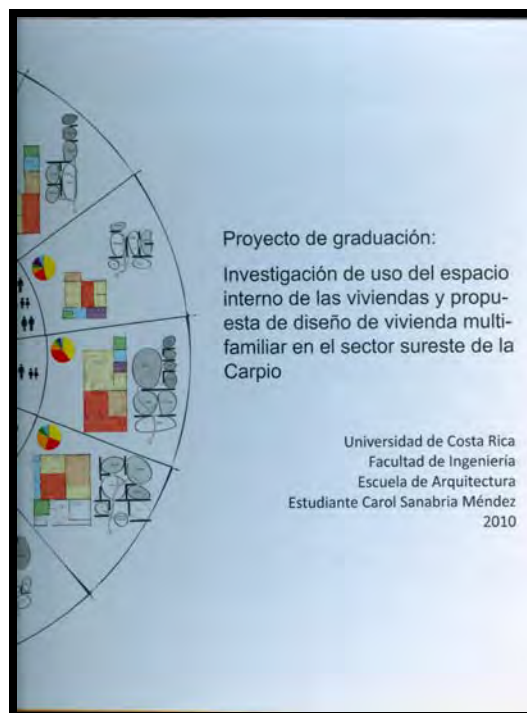 Proyecto de graduación:
Investigación de uso del espacio
interno de las viviendas y propu-
esta de diseño de vivienda multi-
familiar en el sector sureste de la
Carpio
Universidad de Costa Rica
Facultad de Ingeniería
Escuela de Arquitectura
Estudiante Carol Sanabria Méndez
2010